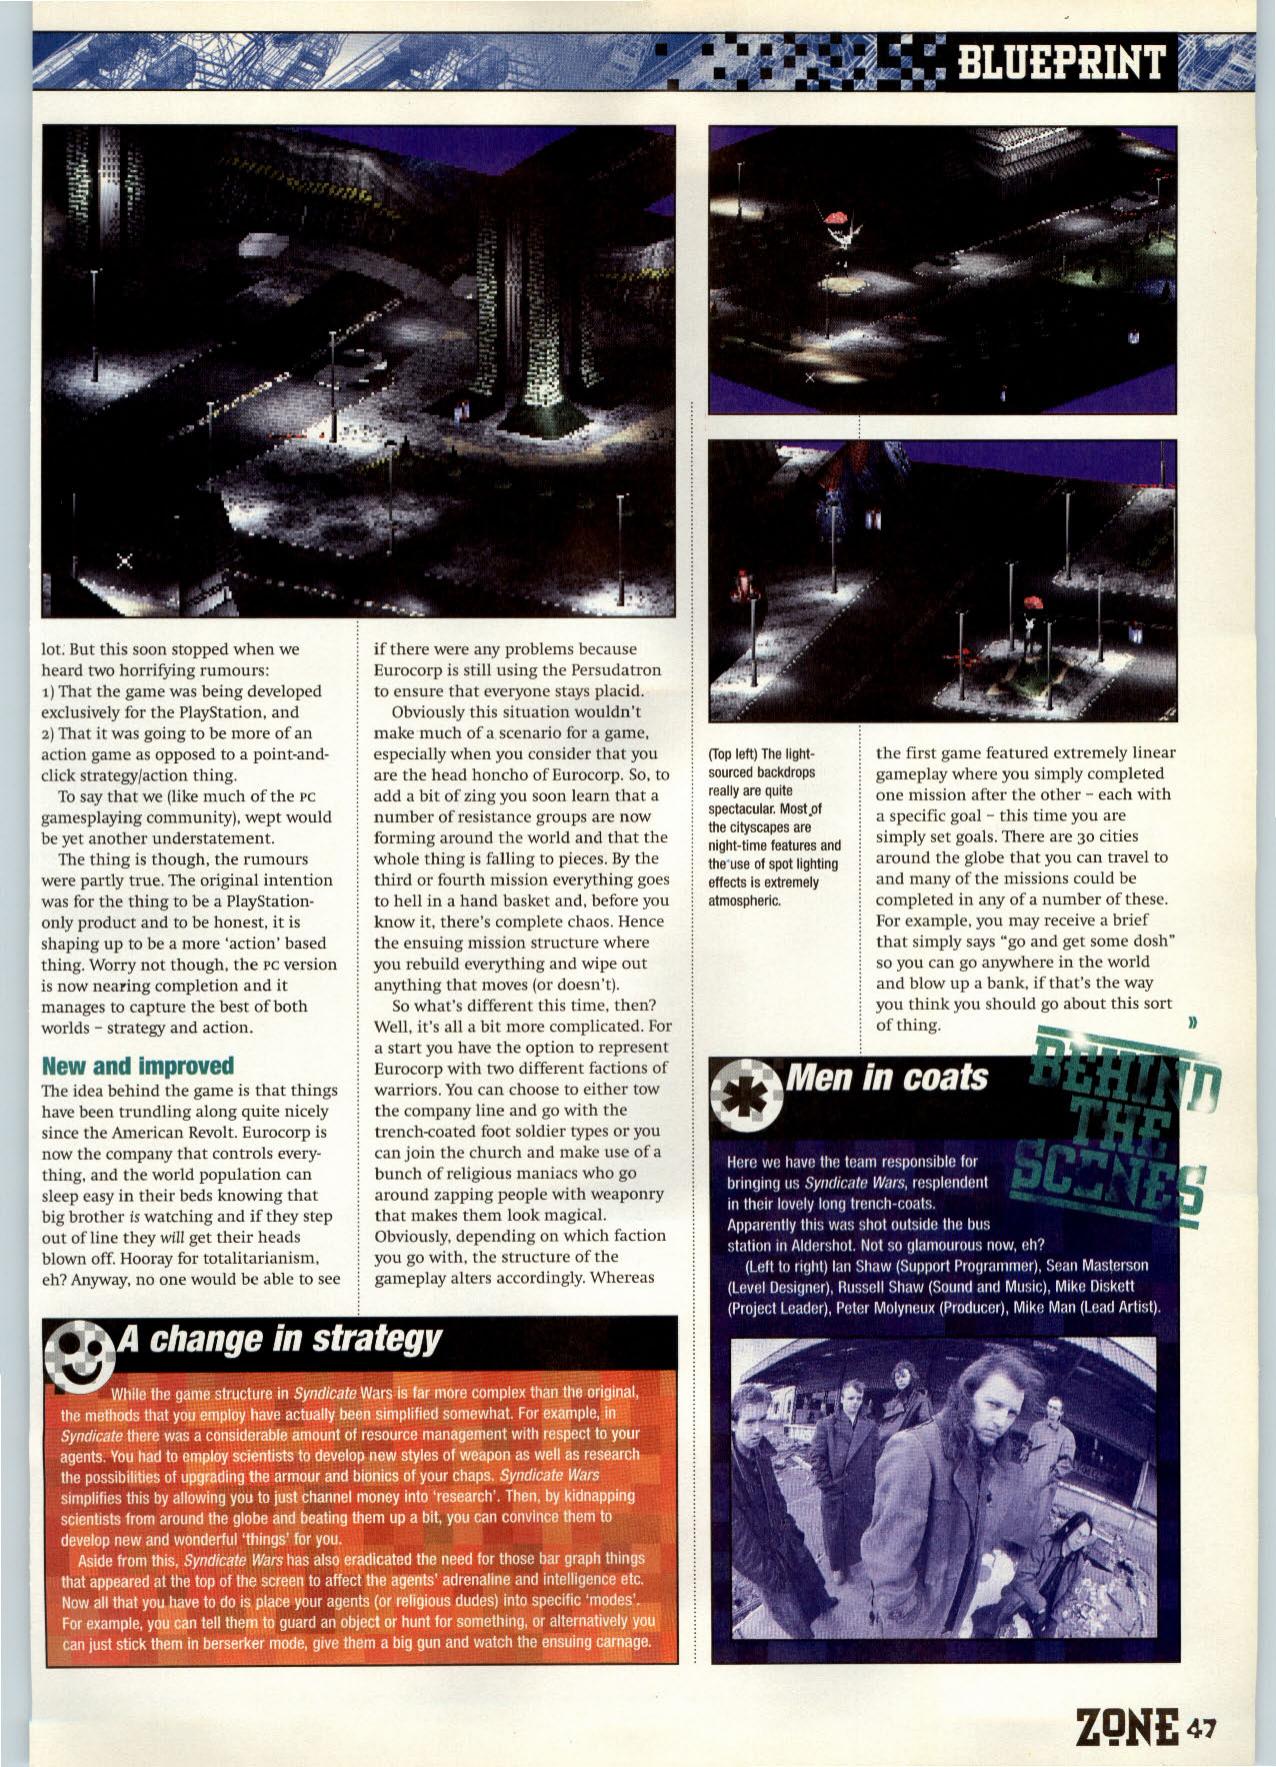 BLUEPRINT
lot. But this soon stopped when we
heard two horrifying rumours:
1) That the game was being developed
exclusively for the PlayStation, and
2) That it was going to be more of an
action game as opposed to a point-and-
click strategy/action thing.
To say that we (like much of the PC
gamesplaying community), wept would
be yet another understatement.
The thing is though, the rumours
were partly true. The original intention
was for the thing to be a PlayStation-
only product and to be honest, it is
shaping up to be a more ‘action’ based
thing. Worry not though, the PC version
is now nearing completion and it
manages to capture the best of both
worlds – strategy and action.
New and improved
The idea behind the game is that things
have been trundling along quite nicely
since the American Revolt. Eurocorp is
now the company that controls every-
thing, and the world population can
sleep easy in their beds knowing that
big brother is watching and if they step
out of line they will get their heads
blown off. Hooray for totalitarianism,
eh? Anyway, no one would be able to see
if there were any problems because
Eurocorp is still using the Persudatron
to ensure that everyone stays placid.
Obviously this situation wouldn't
make much of a scenario for a game,
especially when you consider that you
are the head honcho of Eurocorp. So, to
add a bit of zing you soon learn that a
number of resistance groups are now
forming around the world and that the
whole thing is falling to pieces. By the
third or fourth mission everything goes
to hell in a hand basket and, before you
know it, there's complete chaos. Hence
the ensuing mission structure where
you rebuild everything and wipe out
anything that moves (or doesn't).
So what's different this time, then?
Well, it's all a bit more complicated. For
a start you have the option to represent
Eurocorp with two different factions of
warriors. You can choose to either tow
the company line and go with the
trench-coated foot soldier types or you
can join the church and make use of a
bunch of religious maniacs who go
around zapping people with weaponry
that makes them look magical.
Obviously, depending on which faction
you go with, the structure of the
gameplay alters accordingly. Whereas
(Top left) The light-
sourced backdrops
really are quite
spectacular. Most of
the cityscapes are
night-time features and
the use of spot lighting
effects is extremely
atmospheric.
the first game featured extremely linear
gameplay where you simply completed
one mission after the other – each with
a specific goal – this time you are
simply set goals. There are 30 cities
around the globe that you can travel to
and many of the missions could be
completed in any of a number of these.
For example, you may receive a brief
that simply says “go and get some dosh”
so you can go anywhere in the world
and blow up a bank, if that's the way
you think you should go about this sort
of thing. »
A change in strategy
While the game structure in Syndicate Wars is far more complex than the original,
the methods that you employ have actually been simplified somewhat. For example, in
Syndicate there was a considerable amount of resource management with respect to your
agents. You had to employ scientists to develop new styles of weapon as well as research
the possibilities of upgrading the armour and bionics of your chaps. Syndicate Wars
simplifies this by allowing you to just channel money into ‘research’. Then, by kidnapping
scientists from around the globe and beating them up a bit, you can convince them to
develop new and wonderful ‘things’ for you.
Aside from this, Syndicate Wars has also eradicated the need for those bar graph things
that appeared at the top of the screen to affect the agents’ adrenaline and intelligence etc.
Now all that you have to do is place your agents (or religious dudes) into specific ‘modes’.
For example, you can tell them to guard an object or hunt for something, or alternatively you
can just stick them in berserker mode, give them a big gun and watch the ensuing carnage.
Men in coats
BEHIND
THE
SCENES
Here we have the team responsible for
bringing us Syndicate Wars, resplendent
in their lovely long trench-coats.
Apparently this was shot outside the bus
station in Aldershot. Not so glamourous now, eh?
(Left to right) Ian Shaw (Support Programmer), Sean Masterson
(Level Designer), Russell Shaw (Sound and Music), Mike Diskett
(Project Leader), Peter Molyneux (Producer), Mike Man (Lead Artist).
ZONE 47